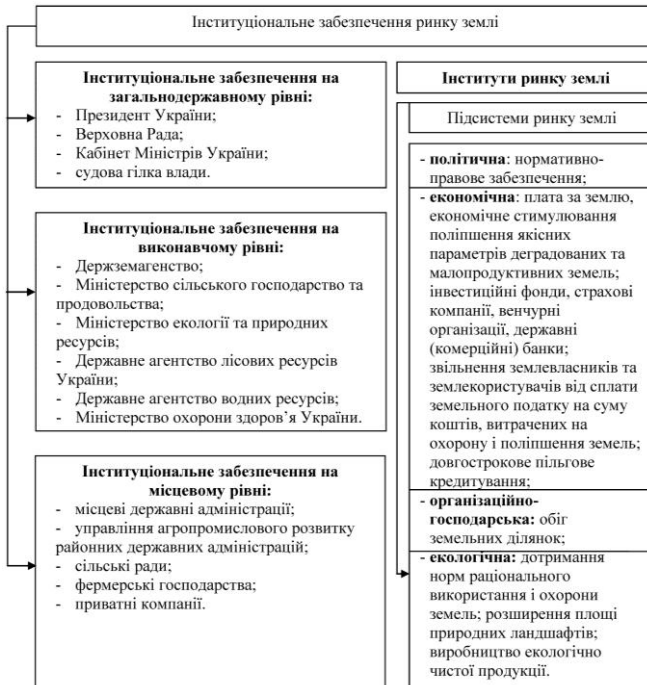 Інституціональне забезпечення ринку землі
Інституціональне забезпечення на
загальнодержавному рівні:
- Президент України;
- Верховна Рада;
- Кабінет Міністрів України;
- судова гілка влади.
Інституціональне забезпечення на
виконавчому рівні:
- Держземагенство;
- Міністерство сільського господарство та
продовольства;
- Міністерство екології та природних
ресурсів;
- Державне агентство лісових ресурсів
України;
- Державне агентство водних ресурсів;
- Міністерство охорони здоров’я України.
Інституціональне забезпечення на
місцевому рівні:
- місцеві державні адміністрації;
- управління агропромислового розвитку
районних державних адміністрацій;
- сільські ради;
- фермерські господарства;
- приватні компанії.
Інститути ринку землі
Підсистеми ринку землі
- політична: нормативно-
правове забезпечення;
- економічна: плата за землю,
економічне стимулювання
поліпшення якісних
параметрів деградованих та
малопродуктивних земель;
інвестиційні фонди, страхові
компанії, венчурні
організації, державні
(комерційні) банки;
звільнення землевласників та
землекористувачів від сплати
земельного податку на суму
коштів, витрачених на
охорону і поліпшення земель;
довгострокове пільгове
кредитування;
- організаційно-
господарська: обіг
земельних ділянок;
- екологічна: дотримання
норм раціонального
використання і охорони
земель; розширення площі
природних ландшафтів;
виробництво екологічно
чистої продукції.